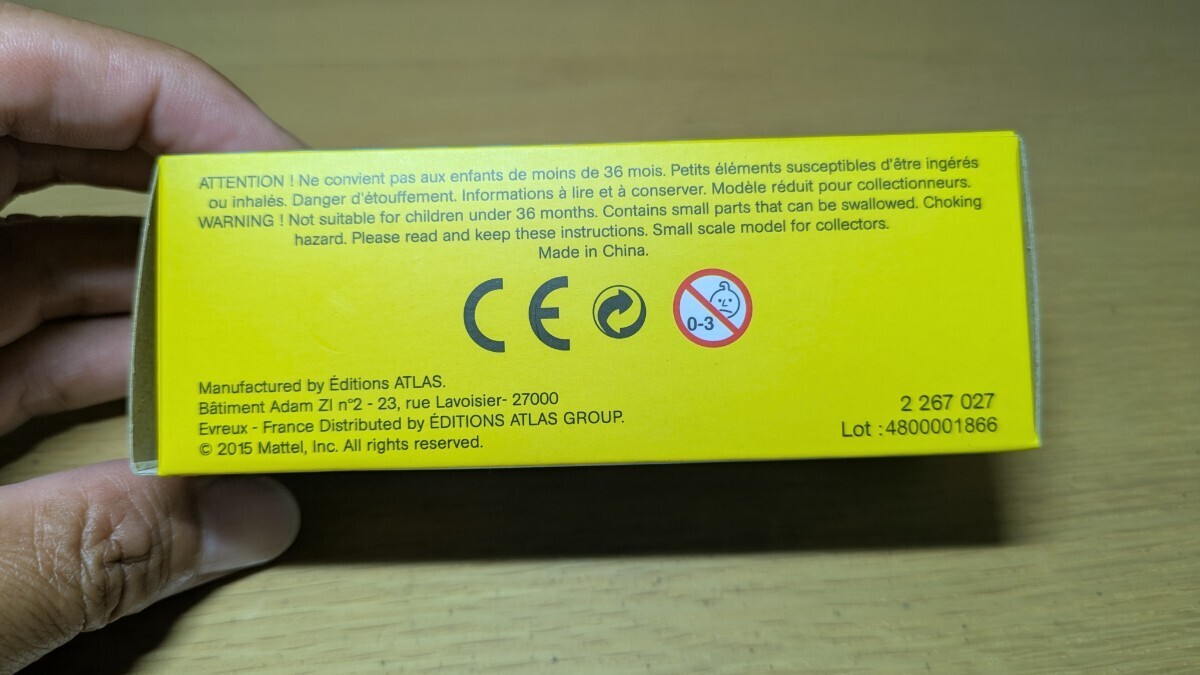 ATTENTION ! Ne convient pas aux enfants de moins de 36 mois. Petits éléments susceptibles d'être ingérés
ou inhalés. Danger d'étouffement. Informations à lire et à conserver. Modèle réduit pour collectionneurs.
WARNING ! Not suitable for children under 36 months. Contains small parts that can be swallowed. Choking
hazard. Please read and keep these instructions. Small scale model for collectors.
Made in China.
CE
0-3
Manufactured by Éditions ATLAS.
Bâtiment Adam ZI n°2 - 23, rue Lavoisier- 27000
Evreux - France Distributed by ÉDITIONS ATLAS GROUP.
© 2015 Mattel, Inc. All rights reserved.
2 267 027
Lot : 4800001866